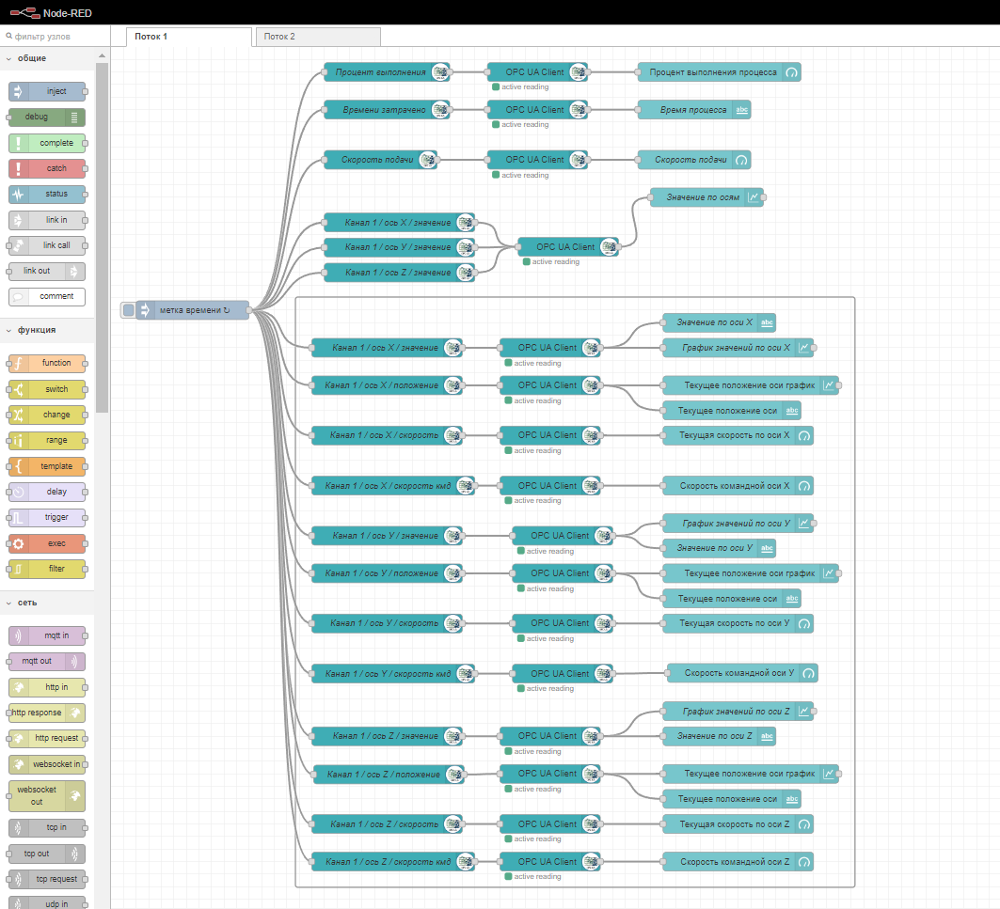 Node-RED
фильтр узлов
Поток 1
Поток 2
общие
inject
debug
complete
catch
status
link in
link call
link out
comment
функция
function
switch
change
range
template
delay
trigger
exec
filter
сеть
mqtt in
mqtt out
http in
http response
http request
websocket in
websocket
out
tcp in
tcp out
tcp request
udp in
метка времени ↻
Процент выполнения
OPC UA Client
active reading
Процент выполнения процесса
Времени затрачено
OPC UA Client
active reading
Время процесса
abc
Скорость подачи
OPC UA Client
active reading
Скорость подачи
Значение по осям
Канал 1 / ось X / значение
Канал 1 / ось У / значение
Канал 1 / ось Z / значение
OPC UA Client
active reading
Значение по оси X
abc
Канал 1 / ось X / значение
OPC UA Client
active reading
График значений по оси X
Канал 1 / ось X / положение
OPC UA Client
active reading
Текущее положение оси график
Текущее положение оси
abc
Канал 1 / ось X / скорость
OPC UA Client
active reading
Текущая скорость по оси X
Канал 1 / ось X / скорость кмд
OPC UA Client
active reading
Скорость командной оси X
График значений по оси У
Канал 1 / ось У / значение
OPC UA Client
active reading
Значение по оси У
abc
Канал 1 / ось У / положение
OPC UA Client
active reading
Текущее положение оси график
Текущее положение оси
abc
Канал 1 / ось У / скорость
OPC UA Client
active reading
Текущая скорость по оси У
Канал 1 / ось Y / скорость кмд
OPC UA Client
active reading
Скорость командной оси У
График значений по оси Z
Канал 1 / ось Z / значение
OPC UA Client
active reading
Значение по оси Z
abc
Канал 1 / ось Z / положение
OPC UA Client
active reading
Текущее положение оси график
Текущее положение оси
abc
Канал 1 / ось Z / скорость
OPC UA Client
active reading
Текущая скорость по оси Z
Канал 1 / ось Z / скорость кмд
OPC UA Client
active reading
Скорость командной оси Z